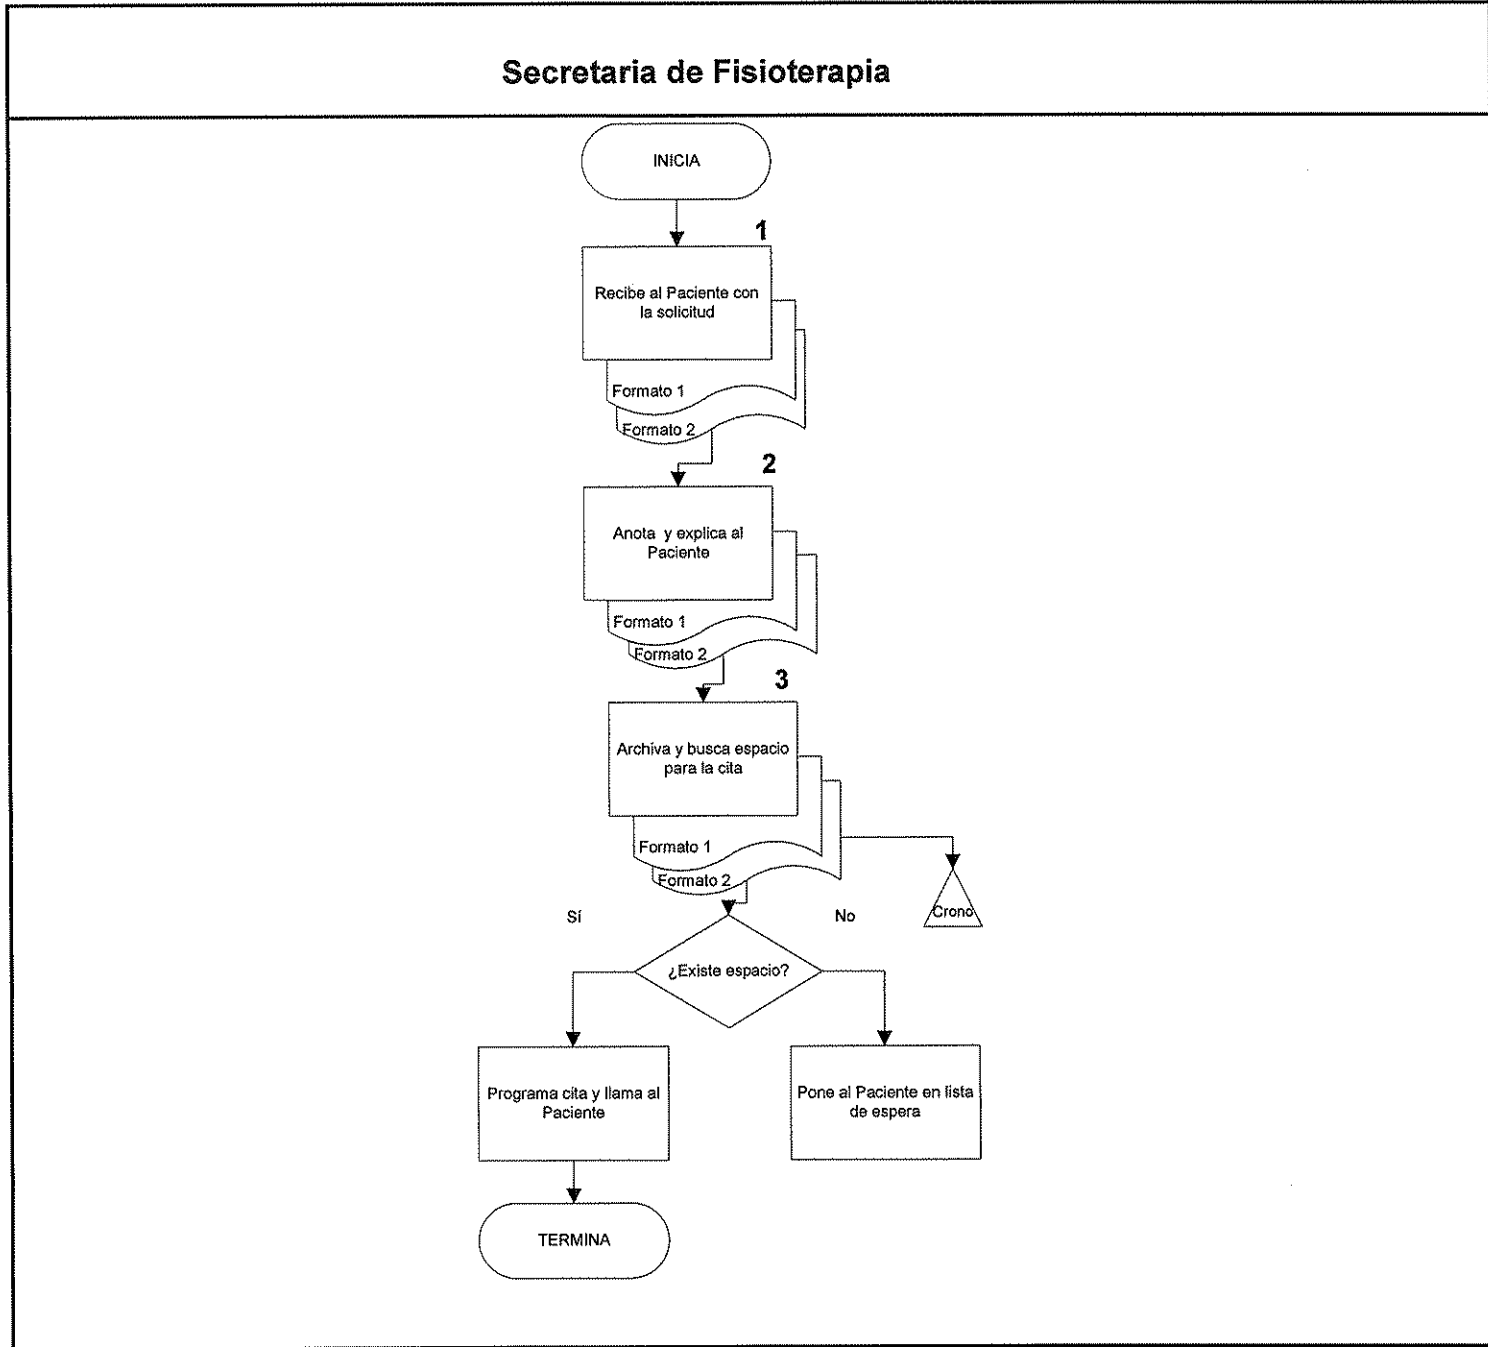 Secretaria de Fisioterapia
INICIA
1
Recibe al Paciente con
la solicitud
Formato 1
Formato 2
2
Anota y explica al
Paciente
Formato 1
Formato 2
3
Archiva y busca espacio
para la cita
Formato 1
Formato 2
Crono
Sí
No
¿Existe espacio?
Programa cita y llama al
Paciente
Pone al Paciente en lista
de espera
TERMINA